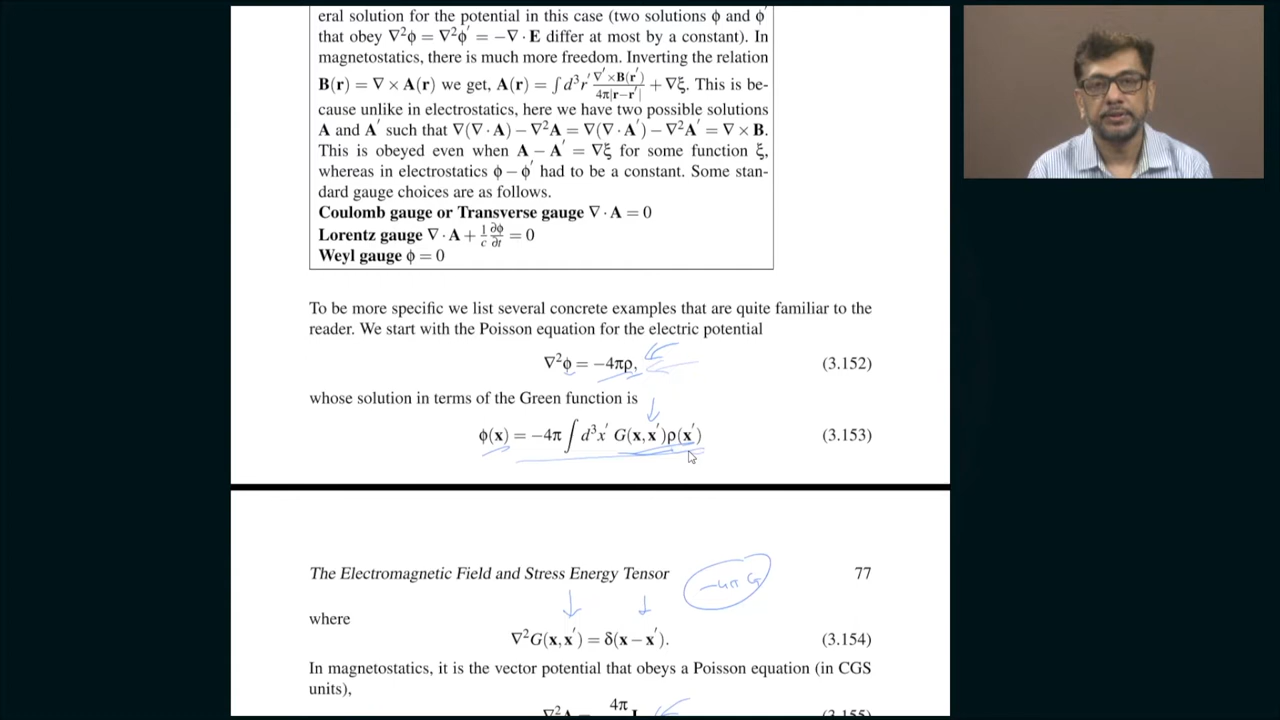 eral solution for the potential in this case (two solutions ϕ and ϕ′
that obey ∇²ϕ = ∇²ϕ′ = −∇ · E differ at most by a constant). In
magnetostatics, there is much more freedom. Inverting the relation
B(r) = ∇ × A(r) we get, A(r) = ∫ d³r′ ∇′×B(r′) / 4π|r−r′| + ∇ξ. This is be-
cause unlike in electrostatics, here we have two possible solutions
A and A′ such that ∇(∇ · A) − ∇²A = ∇(∇ · A′) − ∇²A′ = ∇ × B.
This is obeyed even when A − A′ = ∇ξ for some function ξ,
whereas in electrostatics ϕ − ϕ′ had to be a constant. Some stan-
dard gauge choices are as follows.
Coulomb gauge or Transverse gauge ∇ · A = 0
Lorentz gauge ∇ · A + 1/c ∂ϕ/∂t = 0
Weyl gauge ϕ = 0
To be more specific we list several concrete examples that are quite familiar to the
reader. We start with the Poisson equation for the electric potential
∇²ϕ = −4πρ, (3.152)
whose solution in terms of the Green function is
ϕ(x) = −4π ∫ d³x′ G(x,x′)ρ(x′) (3.153)
The Electromagnetic Field and Stress Energy Tensor 77
−4π G
where
∇²G(x,x′) = δ(x−x′). (3.154)
In magnetostatics, it is the vector potential that obeys a Poisson equation (in CGS
units),